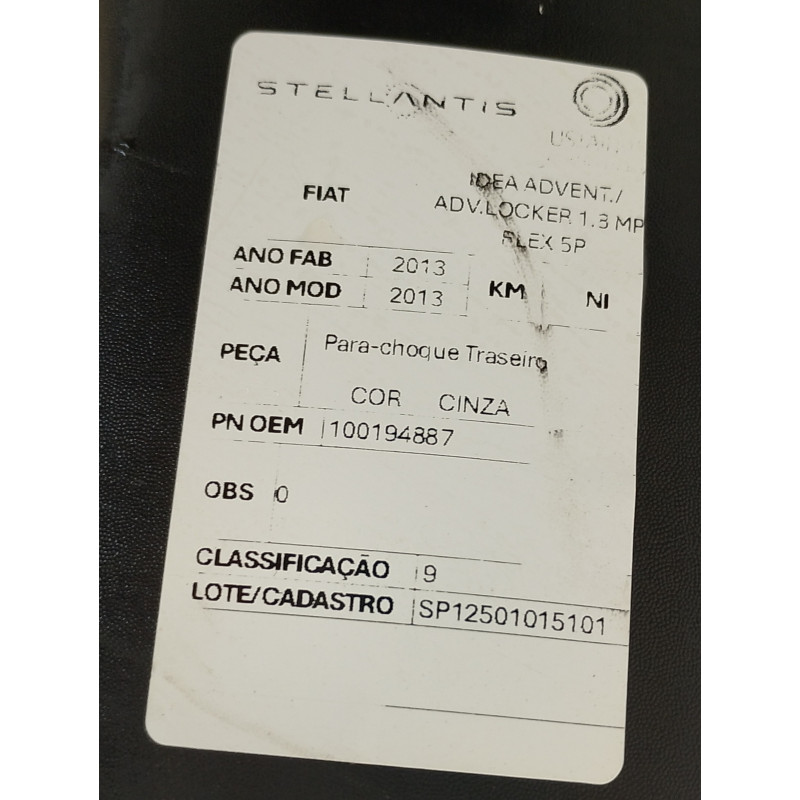 STELLANTIS
FIAT
IDEA ADVENT./
ADV.LOCKER 1.8 MP
FLEX 5P
ANO FAB 2013
ANO MOD 2013
KM NI
PEÇA Para-choque Traseiro
COR CINZA
PN OEM 100194887
OBS 0
CLASSIFICAÇÃO 9
LOTE/CADASTRO SP12501015101